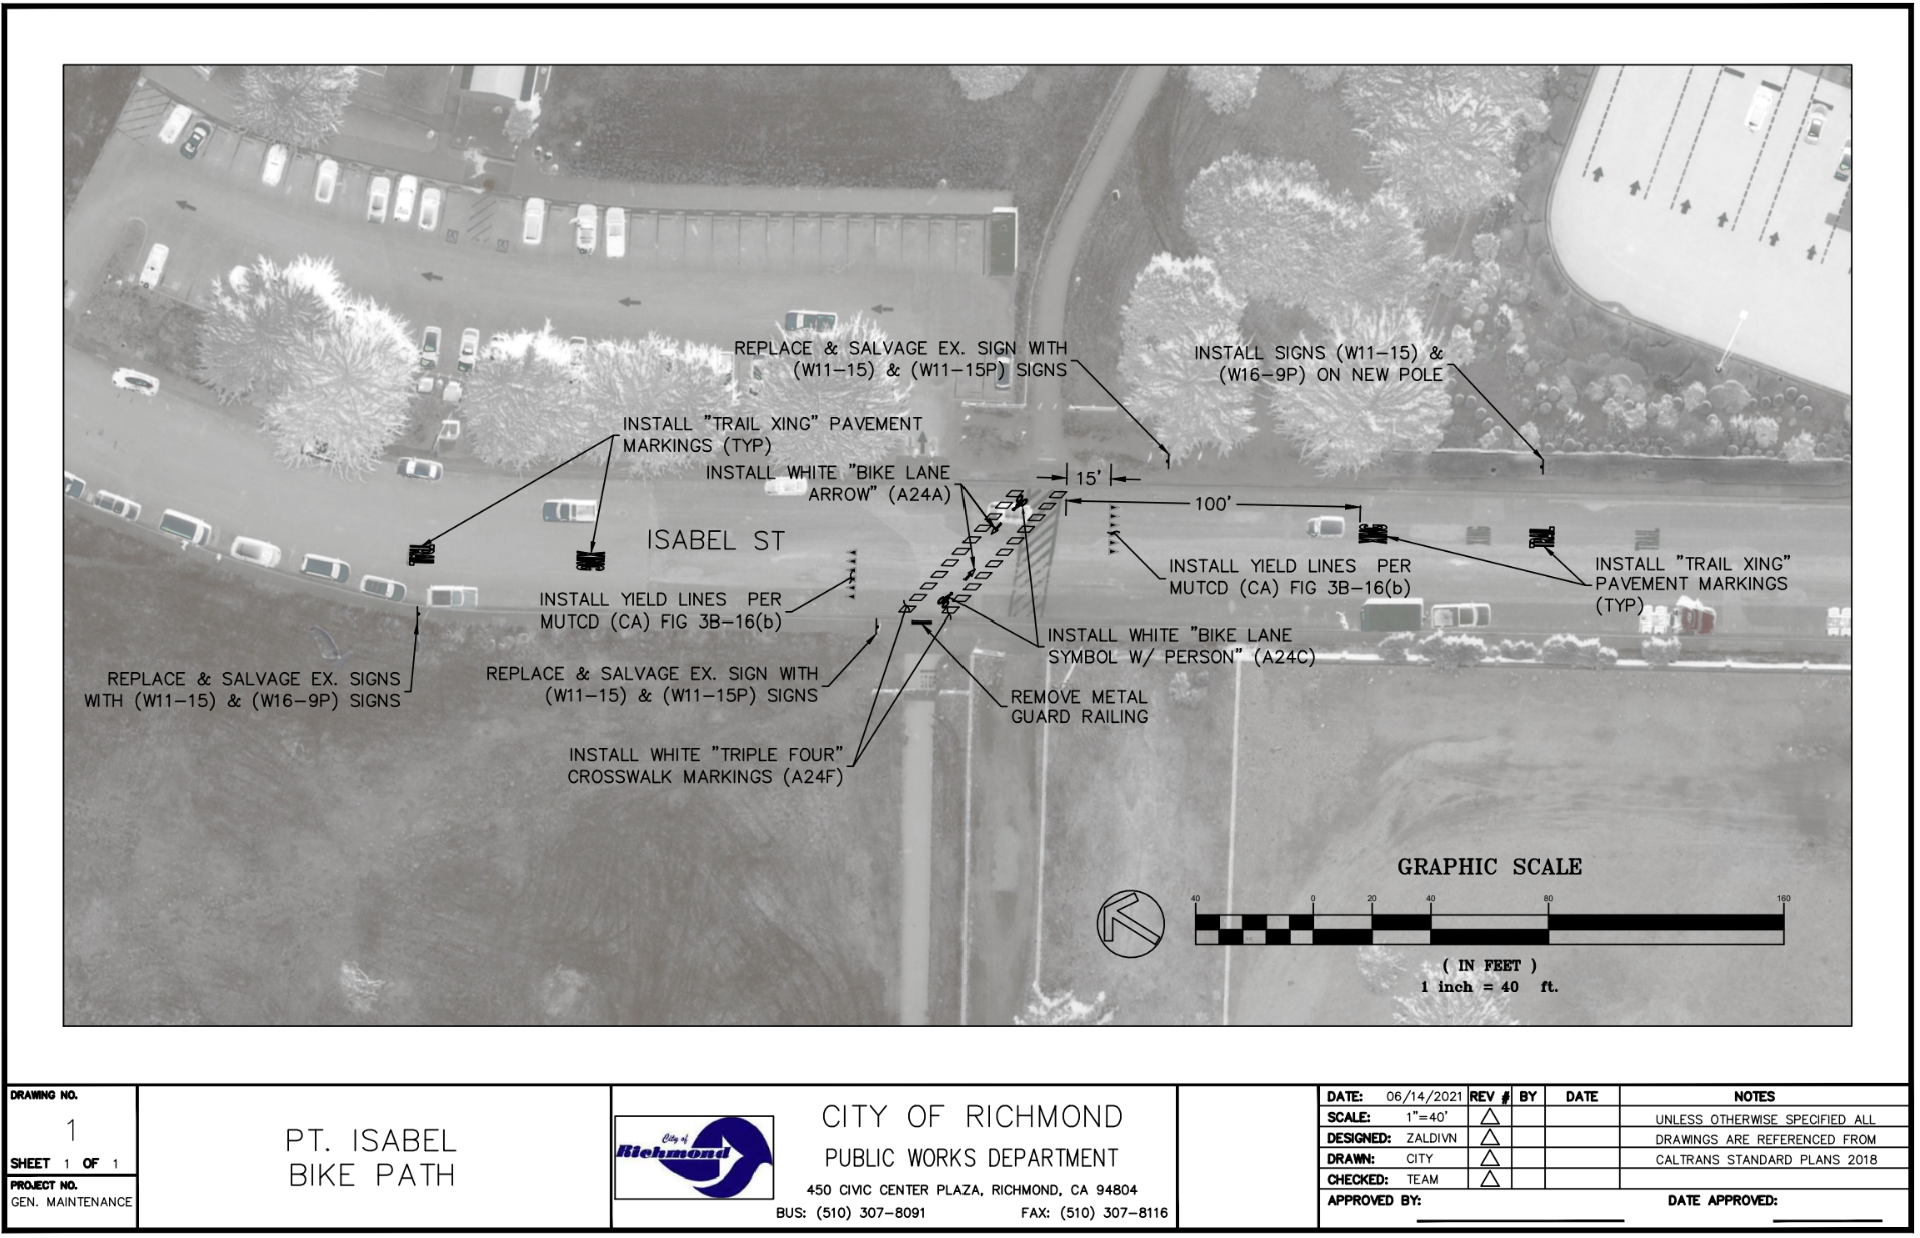 REPLACE & SALVAGE EX. SIGN WITH
(W11-15) & (W11-15P) SIGNS
INSTALL SIGNS (W11-15) &
(W16-9P) ON NEW POLE
INSTALL "TRAIL XING" PAVEMENT
MARKINGS (TYP)
INSTALL WHITE "BIKE LANE
ARROW" (A24A)
15'
100'
ISABEL ST
TRAIL
XING
XING
TRAIL
INSTALL YIELD LINES PER
MUTCD (CA) FIG 3B-16(b)
INSTALL "TRAIL XING"
PAVEMENT MARKINGS
(TYP)
INSTALL YIELD LINES PER
MUTCD (CA) FIG 3B-16(b)
INSTALL WHITE "BIKE LANE
SYMBOL W/ PERSON" (A24C)
REPLACE & SALVAGE EX. SIGNS
WITH (W11-15) & (W16-9P) SIGNS
REPLACE & SALVAGE EX. SIGN WITH
(W11-15) & (W11-15P) SIGNS
REMOVE METAL
GUARD RAILING
INSTALL WHITE "TRIPLE FOUR"
CROSSWALK MARKINGS (A24F)
GRAPHIC SCALE
40 0 20 40 80 160
( IN FEET )
1 inch = 40 ft.
DRAWING NO.
1
SHEET 1 OF 1
PROJECT NO.
GEN. MAINTENANCE
PT. ISABEL
BIKE PATH
City of
Richmond
CITY OF RICHMOND
PUBLIC WORKS DEPARTMENT
450 CIVIC CENTER PLAZA, RICHMOND, CA 94804
BUS: (510) 307-8091 FAX: (510) 307-8116
DATE: 06/14/2021 REV # BY DATE NOTES
SCALE: 1"=40' UNLESS OTHERWISE SPECIFIED ALL
DESIGNED: ZALDIVN DRAWINGS ARE REFERENCED FROM
DRAWN: CITY CALTRANS STANDARD PLANS 2018
CHECKED: TEAM
APPROVED BY: DATE APPROVED: